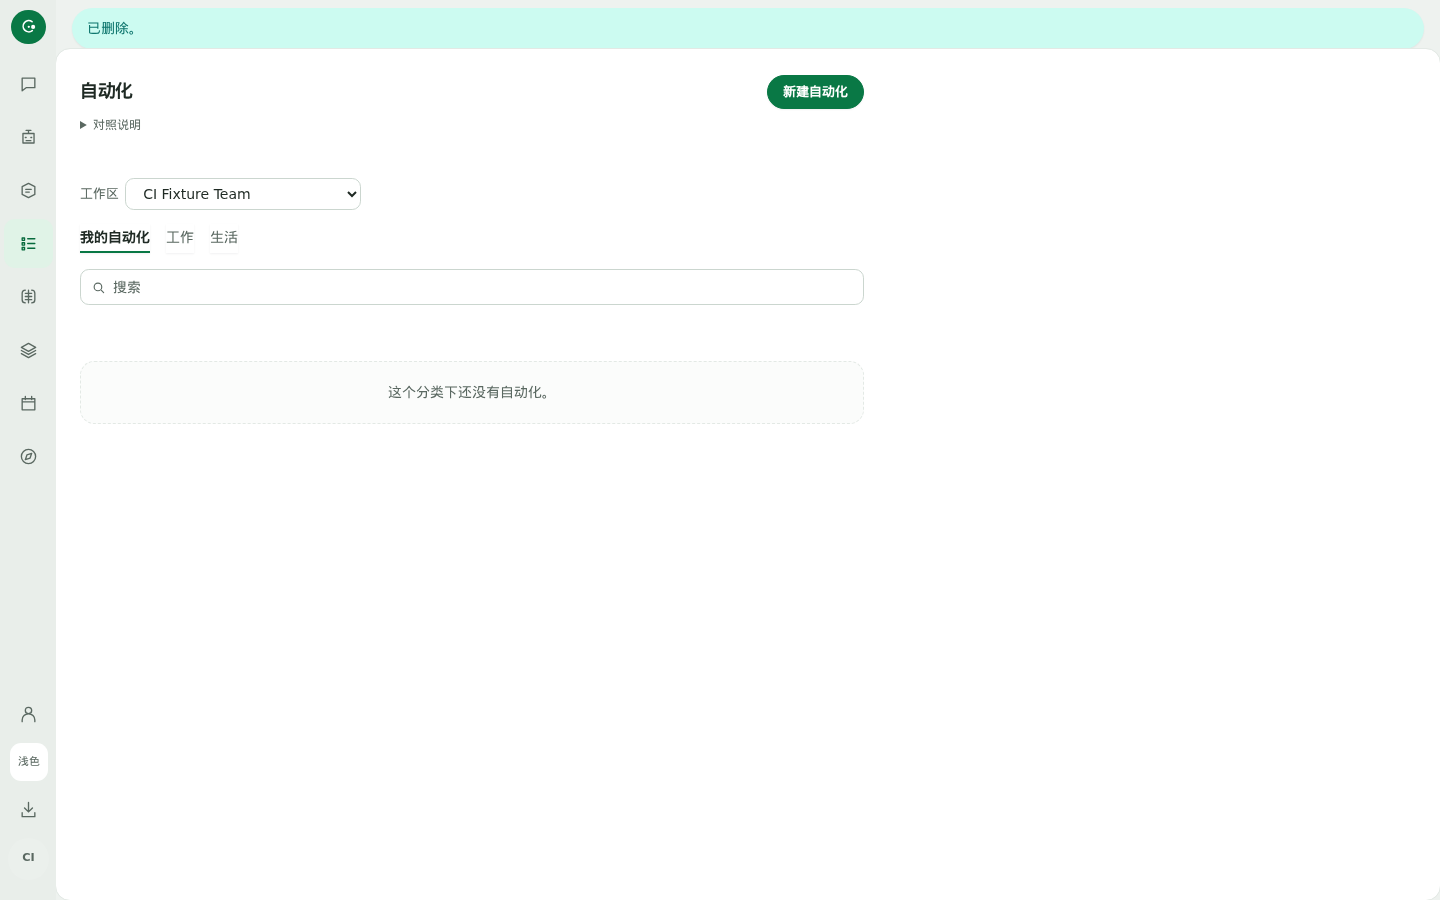 已删除。
自动化
新建自动化
对照说明
工作区
CI Fixture Team
我的自动化
工作
生活
搜索
这个分类下还没有自动化。
浅色
CI